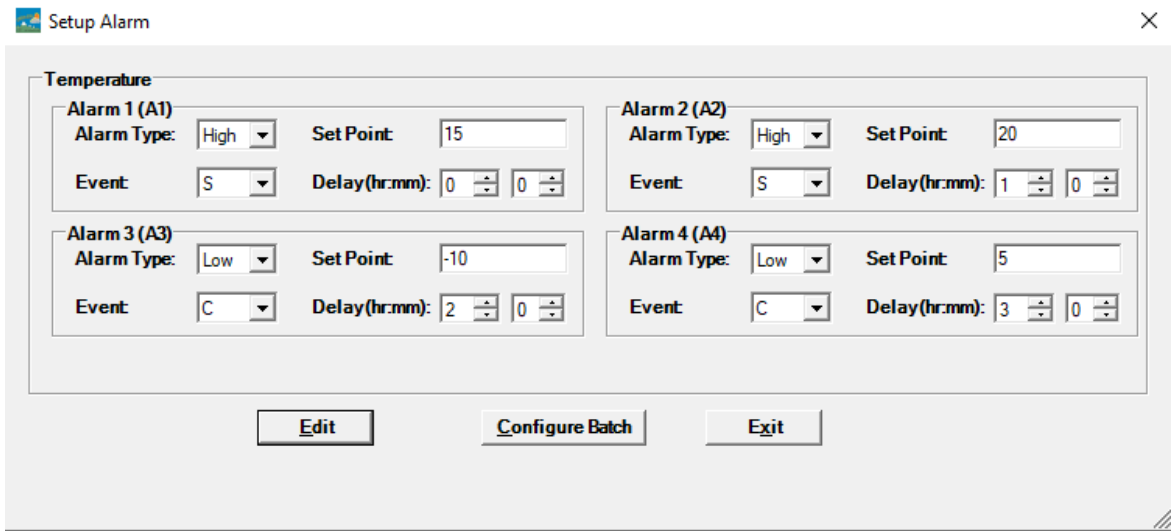 Setup Alarm
Temperature
Alarm 1 (A1)
Alarm Type: High Set Point: 15
Event: S Delay(hr:mm): 0 0
Alarm 2 (A2)
Alarm Type: High Set Point: 20
Event: S Delay(hr:mm): 1 0
Alarm 3 (A3)
Alarm Type: Low Set Point: -10
Event: C Delay(hr:mm): 2 0
Alarm 4 (A4)
Alarm Type: Low Set Point: 5
Event: C Delay(hr:mm): 3 0
Edit Configure Batch Exit